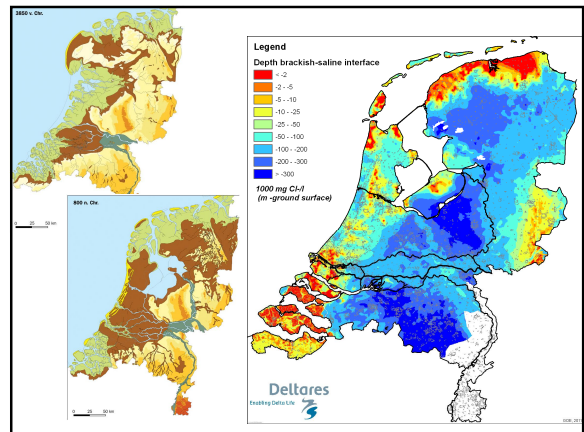 3850 v. Chr.
0 25 50 km
800 n. Chr.
0 25 50 km
Legend
Depth brackish-saline interface
< -2
-2 - -5
-5 - -10
-10 - -25
-25 - -50
-50 - -100
-100 - -200
-200 - -300
> -300
1000 mg Cl-/l
(m -ground surface)
Deltares
Enabling Delta Life